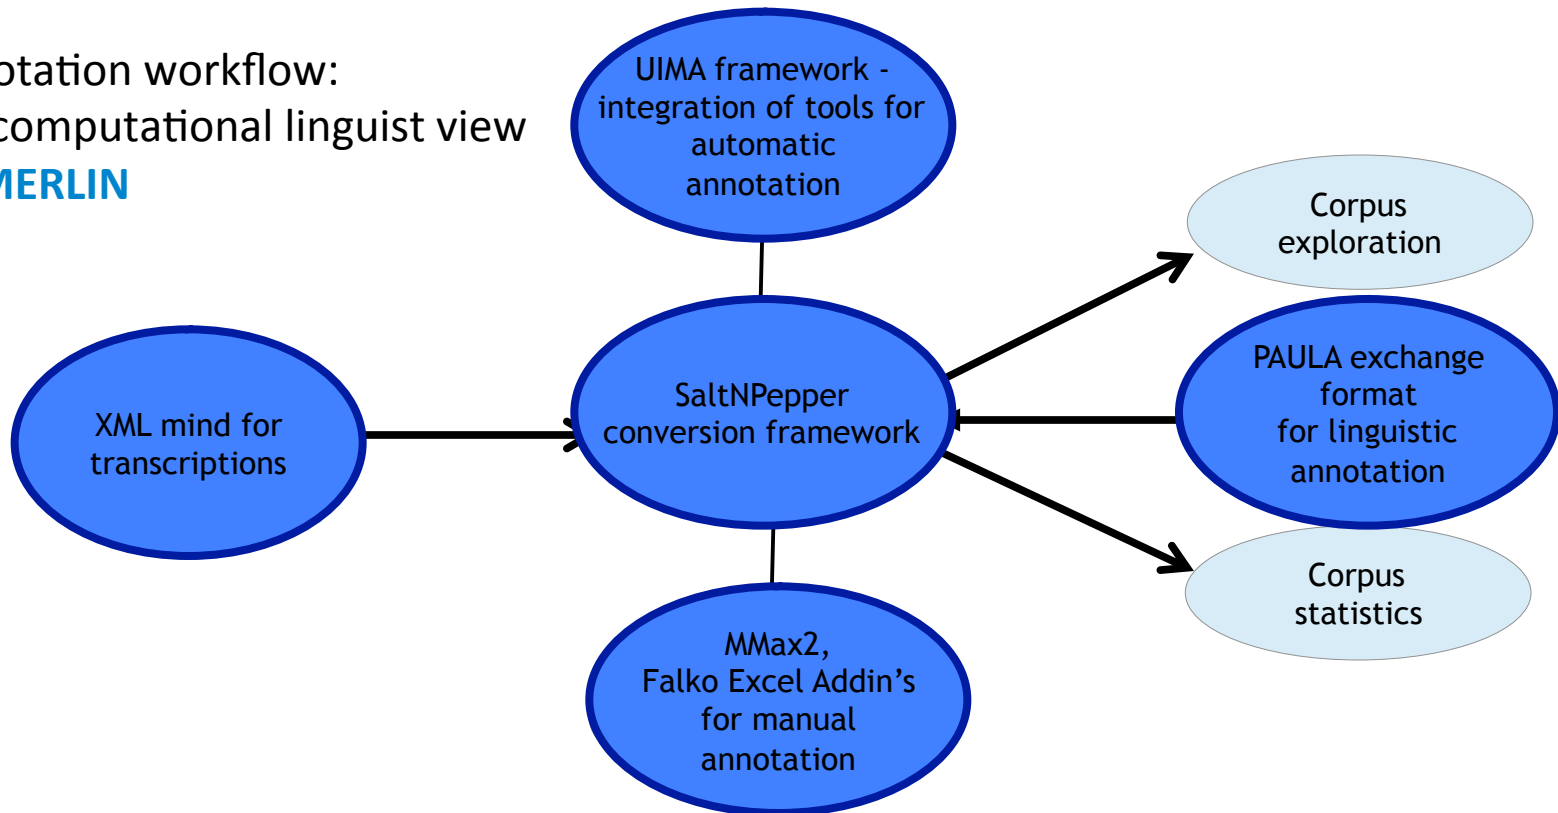 otation workflow:
computational linguist view
MERLIN
UIMA framework -
integration of tools for
automatic
annotation
Corpus
exploration
XML mind for
transcriptions
SaltNPepper
conversion framework
PAULA exchange
format
for linguistic
annotation
Corpus
statistics
MMax2,
Falko Excel Addin’s
for manual
annotation